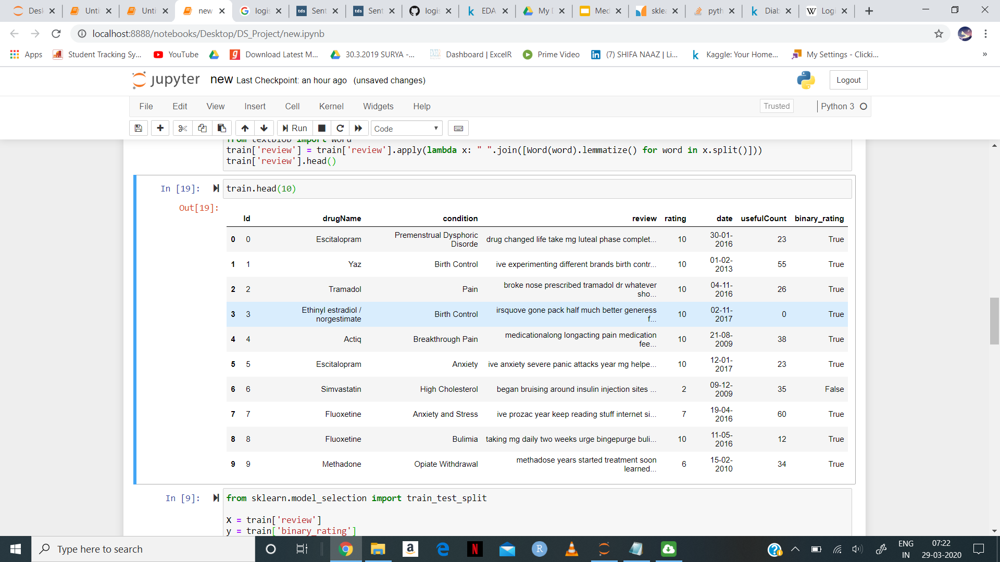 Desk
Unti
Unti
new
logis
Sent
Sent
logis
EDA
My D
Med
sklea
pyth
Diab
Logi
localhost:8888/notebooks/Desktop/DS_Project/new.ipynb
Apps
Student Tracking Sy...
YouTube
Download Latest M...
30.3.2019 SURYA -...
Dashboard | ExcelR
Prime Video
(7) SHIFA NAAZ | Li...
Kaggle: Your Home...
My Settings - Clicki...
»
jupyter new Last Checkpoint: an hour ago (unsaved changes)
Logout
File Edit View Insert Cell Kernel Widgets Help
Trusted
Python 3
Run
Code
from textblob import Word
train['review'] = train['review'].apply(lambda x: " ".join([Word(word).lemmatize() for word in x.split()]))
train['review'].head()
In [19]: train.head(10)
Out[19]:
Id drugName condition review rating date usefulCount binary_rating
0 0 Escitalopram Premenstrual Dysphoric Disorde drug changed life take mg luteal phase complet... 10 30-01-2016 23 True
1 1 Yaz Birth Control ive experimenting different brands birth contr... 10 01-02-2013 55 True
2 2 Tramadol Pain broke nose prescribed tramadol dr whatever sho... 10 04-11-2016 26 True
3 3 Ethinyl estradiol / norgestimate Birth Control irsquove gone pack half much better generess f... 10 02-11-2017 0 True
4 4 Actiq Breakthrough Pain medicationalong longacting pain medication fee... 10 21-08-2009 38 True
5 5 Escitalopram Anxiety ive anxiety severe panic attacks year mg helpe... 10 12-01-2017 23 True
6 6 Simvastatin High Cholesterol began bruising around insulin injection sites ... 2 09-12-2009 35 False
7 7 Fluoxetine Anxiety and Stress ive prozac year keep reading stuff internet si... 7 19-04-2016 60 True
8 8 Fluoxetine Bulimia taking mg daily two weeks urge bingepurge buli... 10 11-05-2016 12 True
9 9 Methadone Opiate Withdrawal methadose years started treatment soon learned... 6 15-02-2010 34 True
In [9]: from sklearn.model_selection import train_test_split
X = train['review']
y = train['binary_rating']
Type here to search
ENG
IN
07:22
29-03-2020